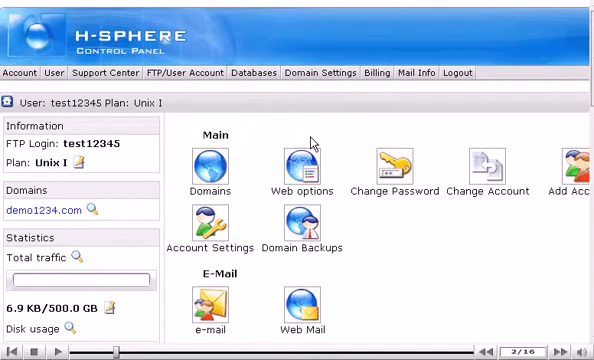 H-SPHERE
CONTROL PANEL
Account User Support Center FTP/User Account Databases Domain Settings Billing Mail Info Logout
User: test12345 Plan: Unix I
Information
FTP Login: test12345
Plan: Unix I
Domains
demo1234.com
Statistics
Total traffic
6.9 KB/500.0 GB
Disk usage
Main
Domains Web options Change Password Change Account Add Acc
Account Settings Domain Backups
E-Mail
e-mail Web Mail
2/16